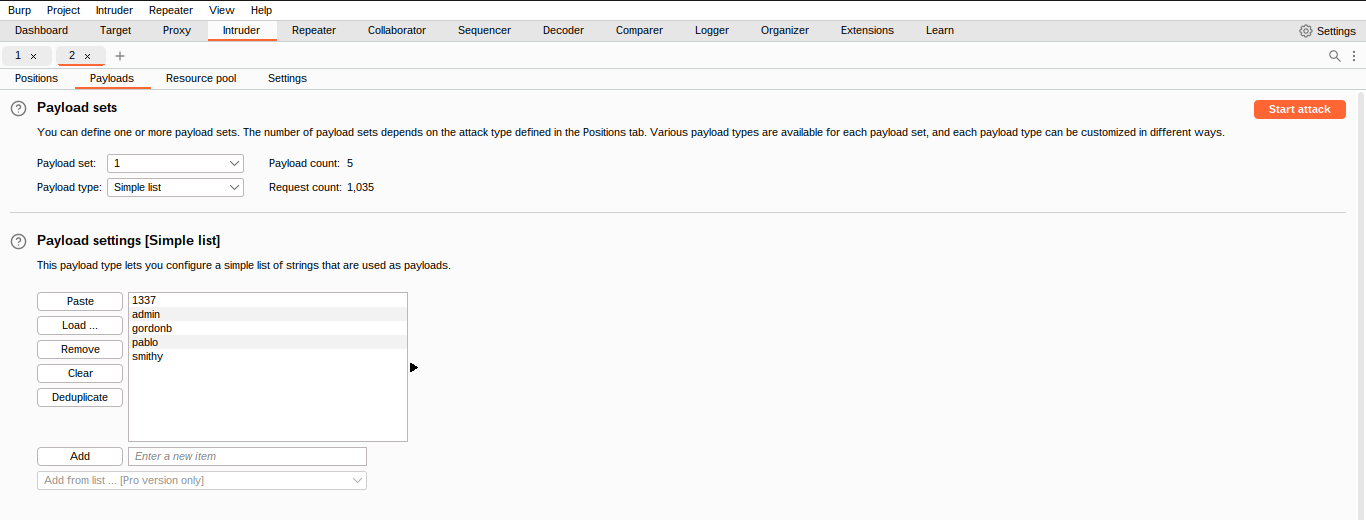 Burp Project Intruder Repeater View Help
Dashboard Target Proxy Intruder Repeater Collaborator Sequencer Decoder Comparer Logger Organizer Extensions Learn Settings
1 × 2 × +
Positions Payloads Resource pool Settings
? Payload sets Start attack
You can define one or more payload sets. The number of payload sets depends on the attack type defined in the Positions tab. Various payload types are available for each payload set, and each payload type can be customized in different ways.
Payload set: 1 Payload count: 5
Payload type: Simple list Request count: 1,035
? Payload settings [Simple list]
This payload type lets you configure a simple list of strings that are used as payloads.
Paste 1337
admin
Load ... gordonb
Remove pablo
smithy
Clear
Deduplicate
Add Enter a new item
Add from list ... [Pro version only]